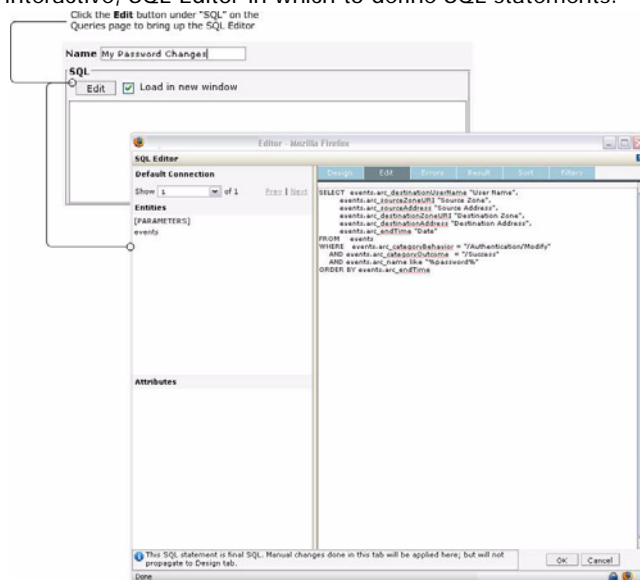 interactive, SQL Editor in which to define SQL statements.
Click the Edit button under "SQL" on the
Queries page to bring up the SQL Editor
Name My Password Changes
SQL
Edit Load in new window
Editor - Mozilla Firefox
SQL Editor
Default Connection
Design Edit Errors Result Sort Filters
Show 1 of 1 Prev | Next
Entities
[PARAMETERS]
events
SELECT events.arc_destinationUserName "User Name",
events.arc_sourceZoneURI "Source Zone",
events.arc_sourceAddress "Source Address",
events.arc_destinationZoneURI "Destination Zone",
events.arc_destinationAddress "Destination Address",
events.arc_endTime "Date"
FROM events
WHERE events.arc_categoryBehavior = "/Authentication/Modify"
AND events.arc_categoryOutcome = "/Success"
AND events.arc_name like "%password%"
ORDER BY events.arc_endTime
Attributes
This SQL statement is final SQL. Manual changes done in this tab will be applied here; but will not
propagate to Design tab.
OK Cancel
Done